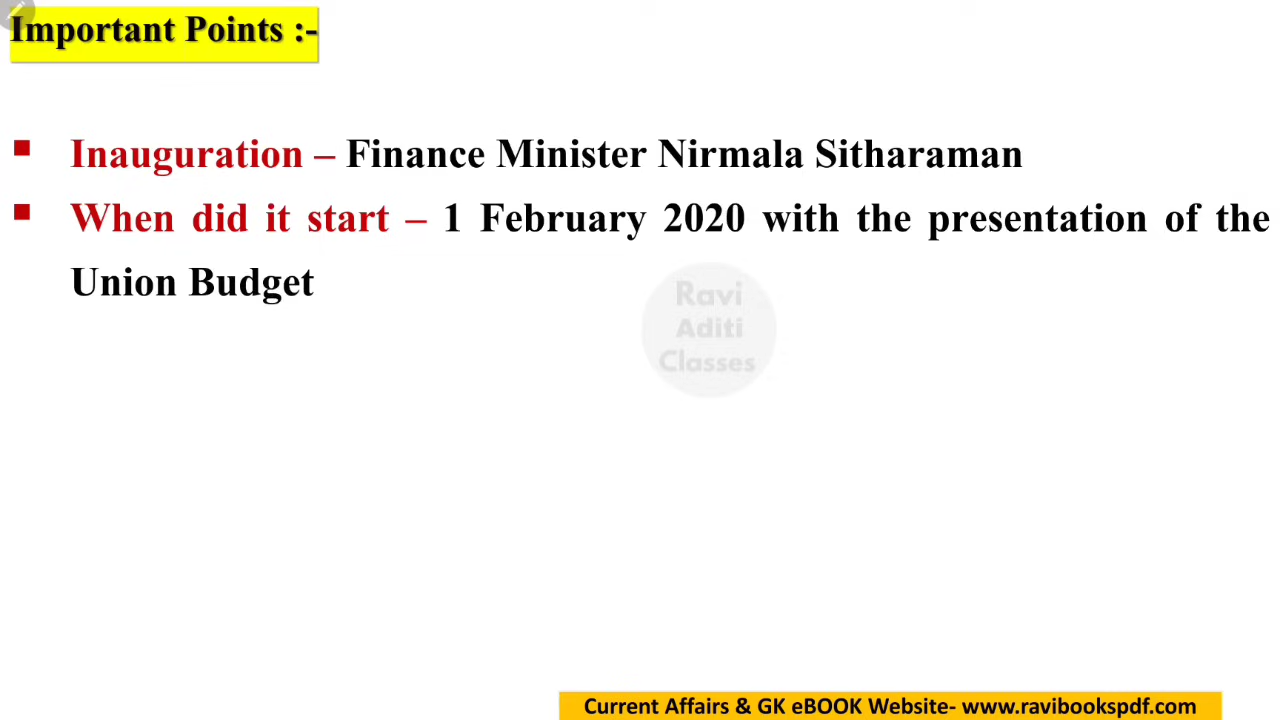 Important Points :-
Inauguration – Finance Minister Nirmala Sitharaman
When did it start – 1 February 2020 with the presentation of the
Union Budget
Ravi
Aditi
Classes
Current Affairs & GK eBOOK Website- www.ravibookspdf.com